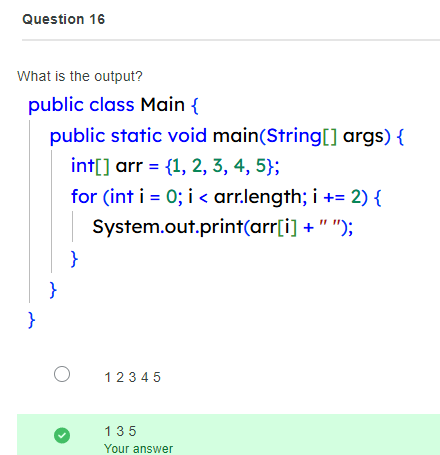 Question 16
What is the output?
public class Main {
public static void main(String[] args) {
int[] arr = {1, 2, 3, 4, 5};
for (int i = 0; i < arr.length; i += 2) {
System.out.print(arr[i] + " ");
}
}
}
1 2 3 4 5
1 3 5
Your answer